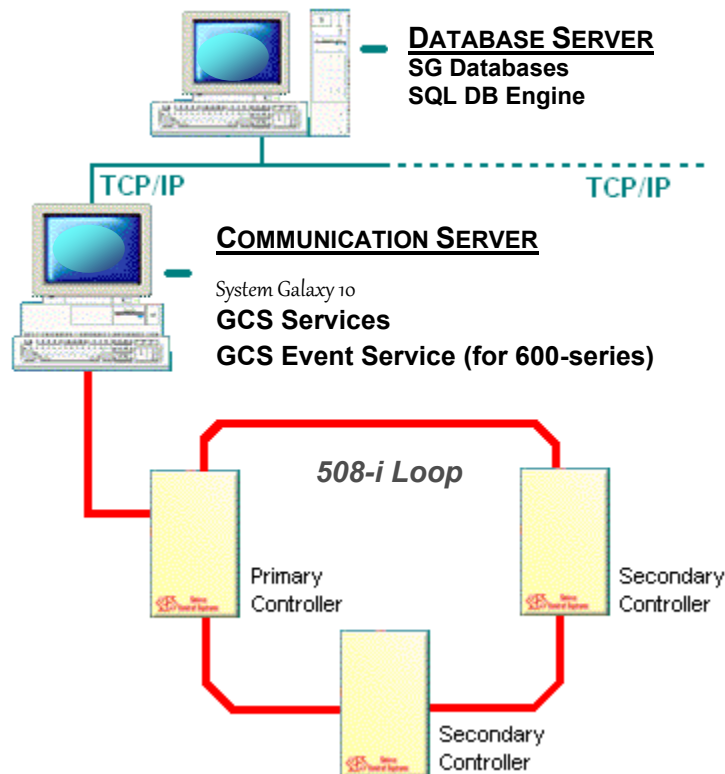 DATABASE SERVER
SG Databases
SQL DB Engine
TCP/IP
TCP/IP
COMMUNICATION SERVER
System Galaxy 10
GCS Services
GCS Event Service (for 600-series)
508-i Loop
Primary
Controller
Secondary
Controller
Secondary
Controller